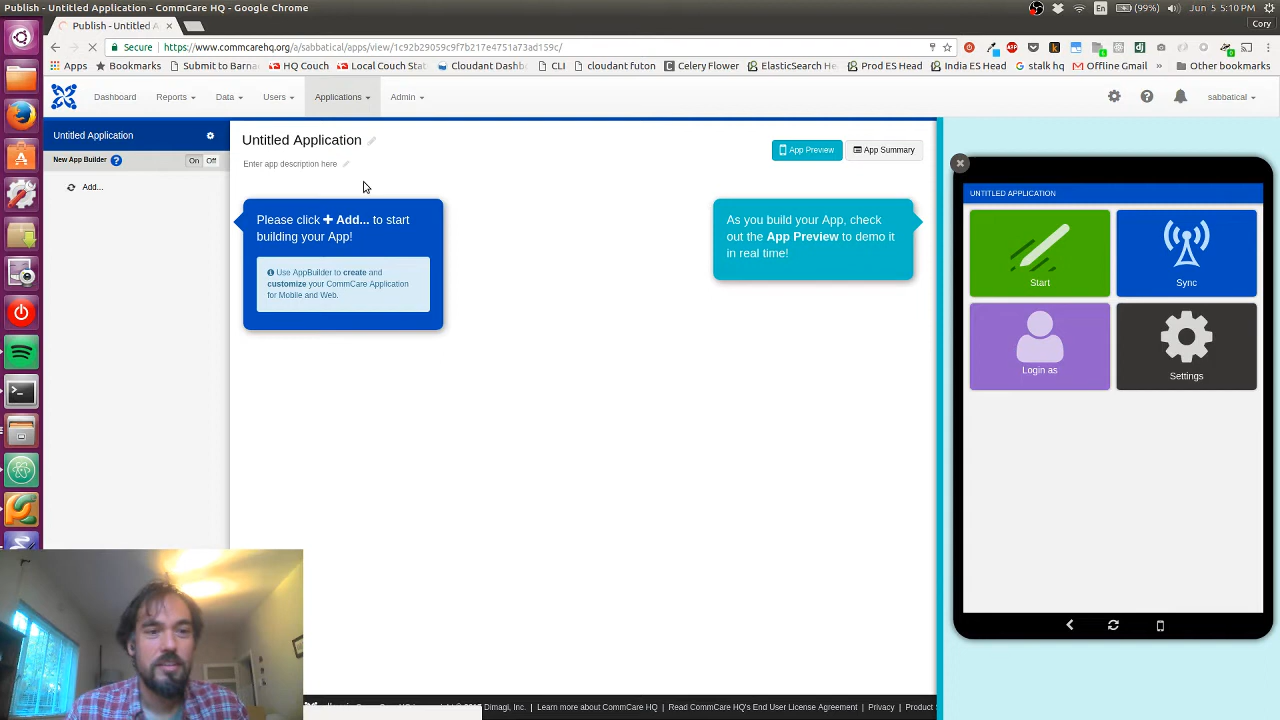 Publish - Untitled Application
En (99%) Jun 5 5:10 PM
Publish - Untitled Ap ×
Cory
Secure https://www.commcarehq.org/a/sabbatical/apps/view/1c92b29059c9f7b217e4751a73ad159c/
Apps Bookmarks Submit to Barna HQ Couch Local Couch Stat Cloudant Dashb CLI cloudant futon Celery Flower ElasticSearch He Prod ES Head India ES Head stalk hq Offline Gmail » Other bookmarks
Dashboard Reports Data Users Applications Admin sabbatical
Untitled Application
New App Builder ? On Off
Add...
Untitled Application
Enter app description here
App Preview App Summary
Please click + Add... to start
building your App!
Use AppBuilder to create and
customize your CommCare Application
for Mobile and Web.
As you build your App, check
out the App Preview to demo it
in real time!
UNTITLED APPLICATION
Start Sync
Login as Settings
Dimagi, Inc. | Learn more about CommCare HQ | Read CommCare HQ's End User License Agreement | Privacy | Product